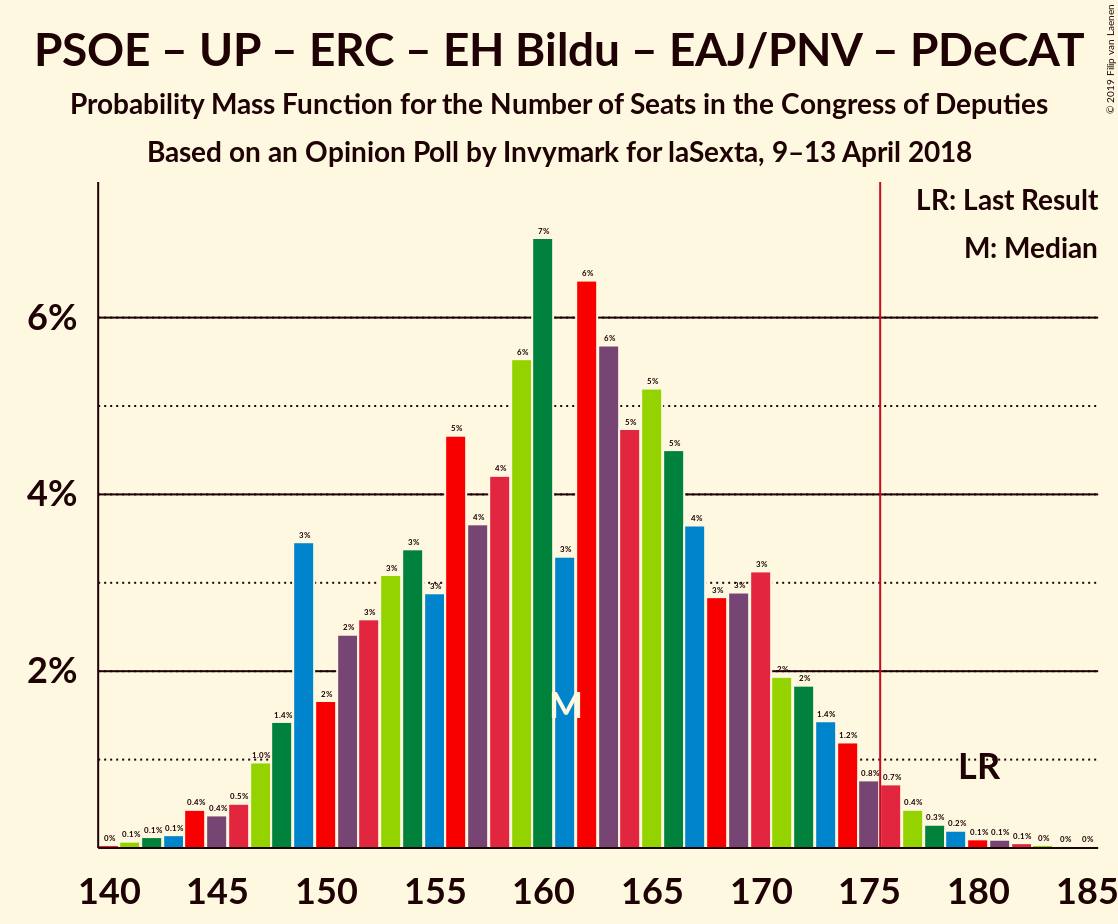 PSOE – UP – ERC – EH Bildu – EAJ/PNV – PDeCAT
Probability Mass Function for the Number of Seats in the Congress of Deputies
Based on an Opinion Poll by Invymark for laSexta, 9–13 April 2018
© 2019 Filip van Laenen
LR: Last Result
M: Median
6%
4%
2%
0% 0.1% 0.1% 0.1% 0.4% 0.4% 0.5% 1.0% 1.4% 3% 2% 2% 3% 3% 3% 3% 5% 4% 4% 6% 7% 3% 6% 6% 5% 5% 5% 4% 3% 3% 3% 2% 2% 1.4% 1.2% 0.8% 0.7% 0.4% 0.3% 0.2% 0.1% 0.1% 0.1% 0% 0% 0%
M
LR
140 145 150 155 160 165 170 175 180 185